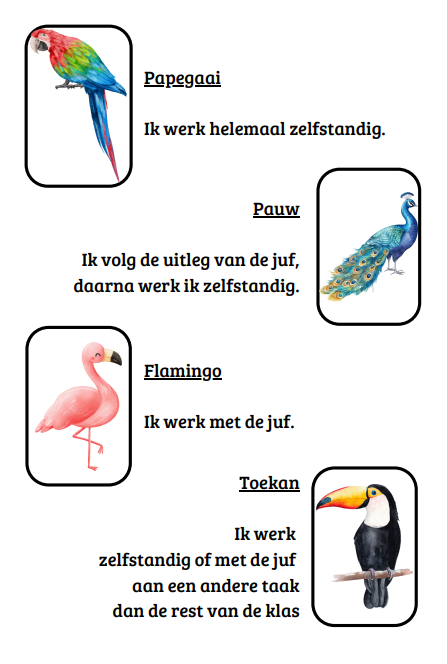 Papegaai
Ik werk helemaal zelfstandig.
Pauw
Ik volg de uitleg van de juf,
daarna werk ik zelfstandig.
Flamingo
Ik werk met de juf.
Toekan
Ik werk
zelfstandig of met de juf
aan een andere taak
dan de rest van de klas